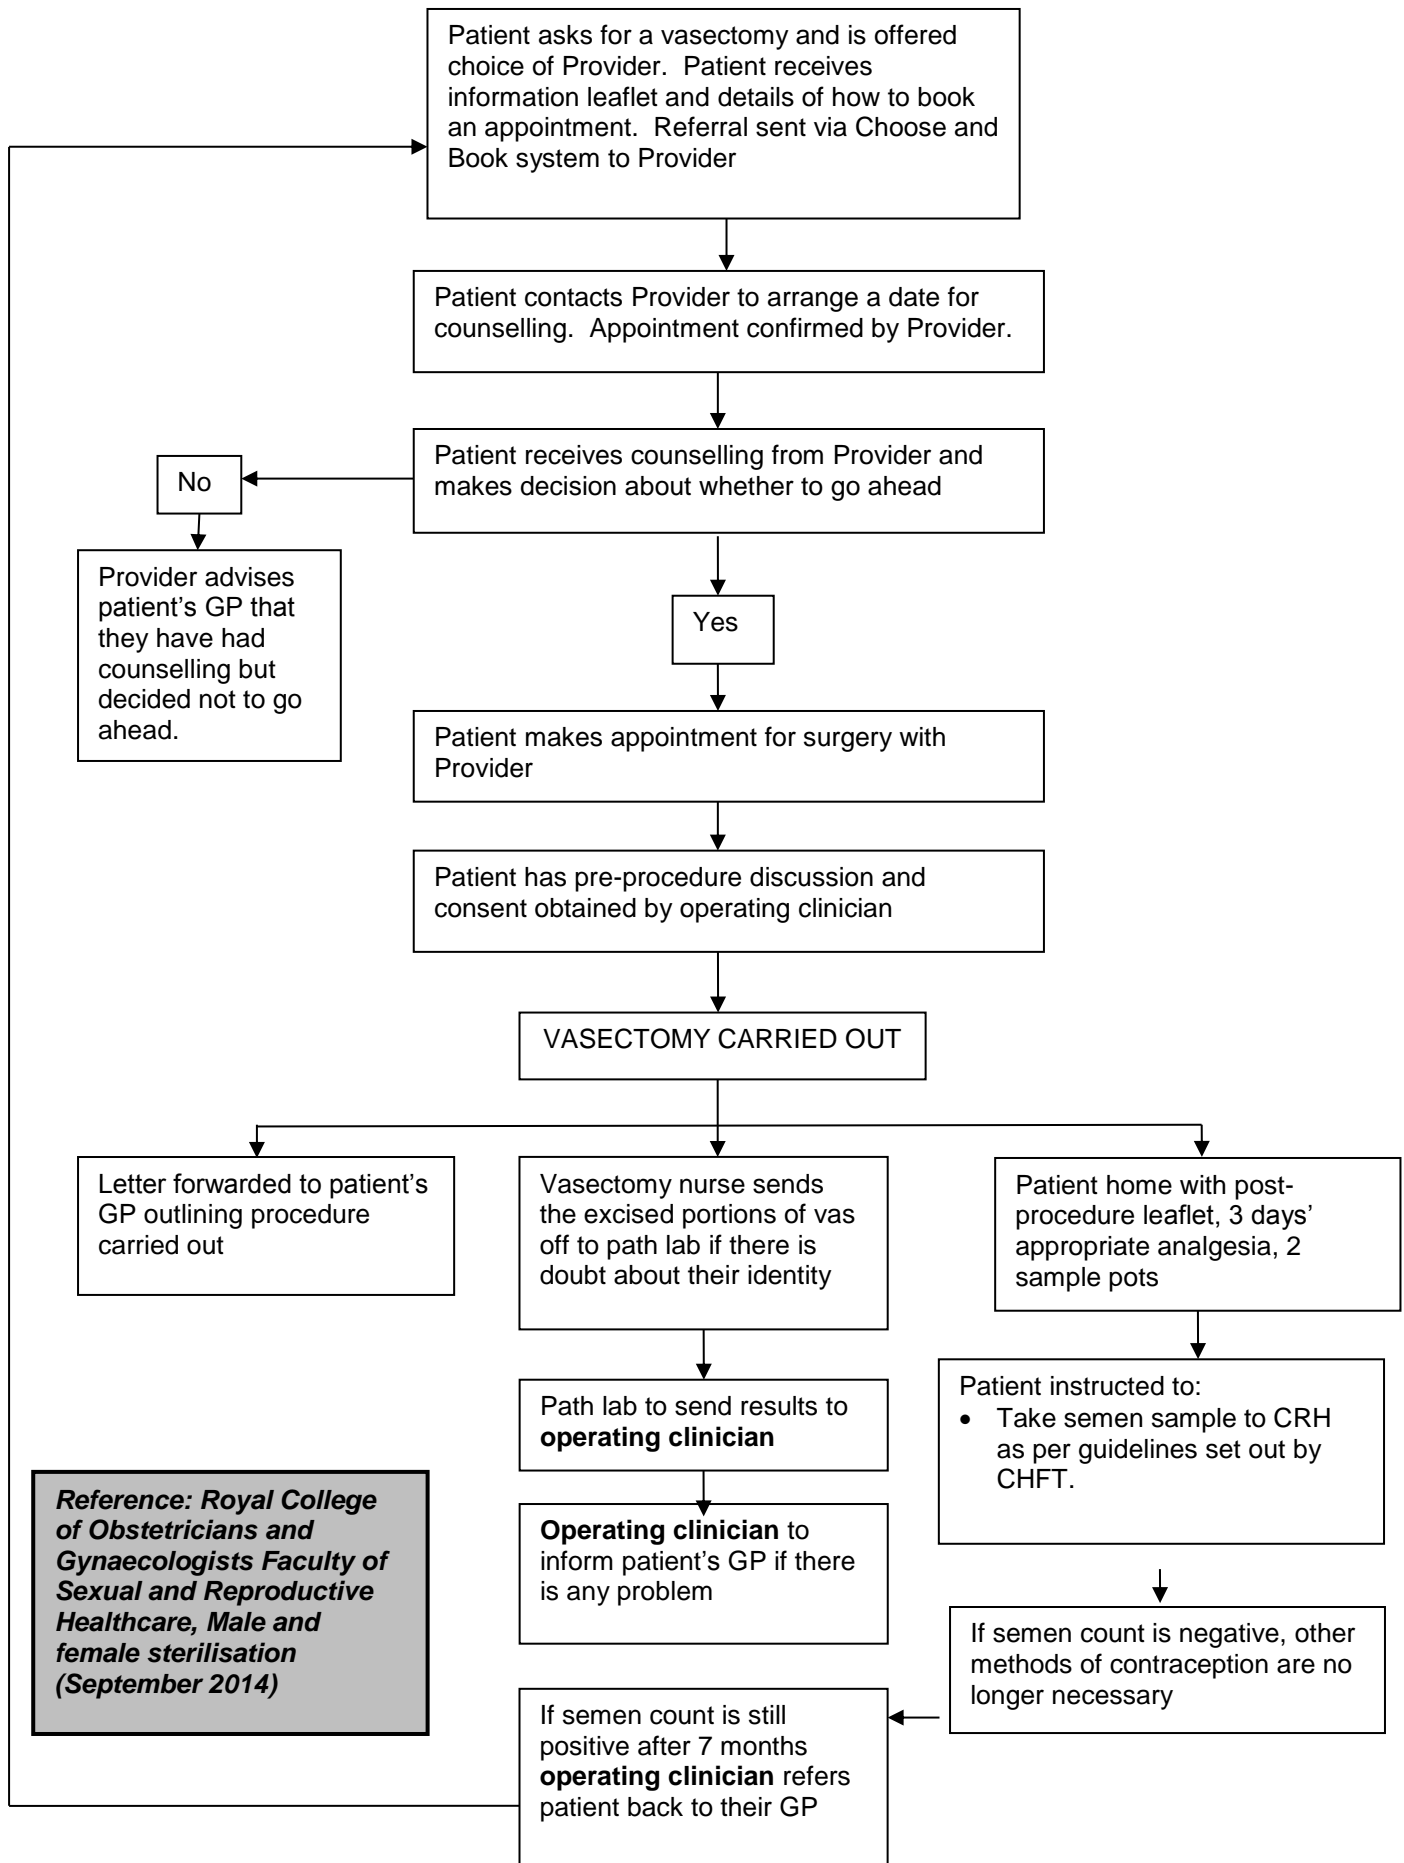 Patient asks for a vasectomy and is offered
choice of Provider.  Patient receives
information leaflet and details of how to book
an appointment.  Referral sent via Choose and
Book system to Provider
Patient contacts Provider to arrange a date for
counselling.  Appointment confirmed by Provider.
Patient receives counselling from Provider and
makes decision about whether to go ahead
No
Provider advises
patient’s GP that
they have had
counselling but
decided not to go
ahead.
Yes
Patient makes appointment for surgery with
Provider
Patient has pre-procedure discussion and
consent obtained by operating clinician
VASECTOMY CARRIED OUT
Letter forwarded to patient’s
GP outlining procedure
carried out
Vasectomy nurse sends
the excised portions of vas
off to path lab if there is
doubt about their identity
Patient home with post-
procedure leaflet, 3 days’
appropriate analgesia, 2
sample pots
Path lab to send results to
operating clinician
Operating clinician to
inform patient’s GP if there
is any problem
Patient instructed to:
• Take semen sample to CRH
as per guidelines set out by
CHFT.
If semen count is negative, other
methods of contraception are no
longer necessary
If semen count is still
positive after 7 months
operating clinician refers
patient back to their GP
Reference: Royal College
of Obstetricians and
Gynaecologists Faculty of
Sexual and Reproductive
Healthcare, Male and
female sterilisation
(September 2014)